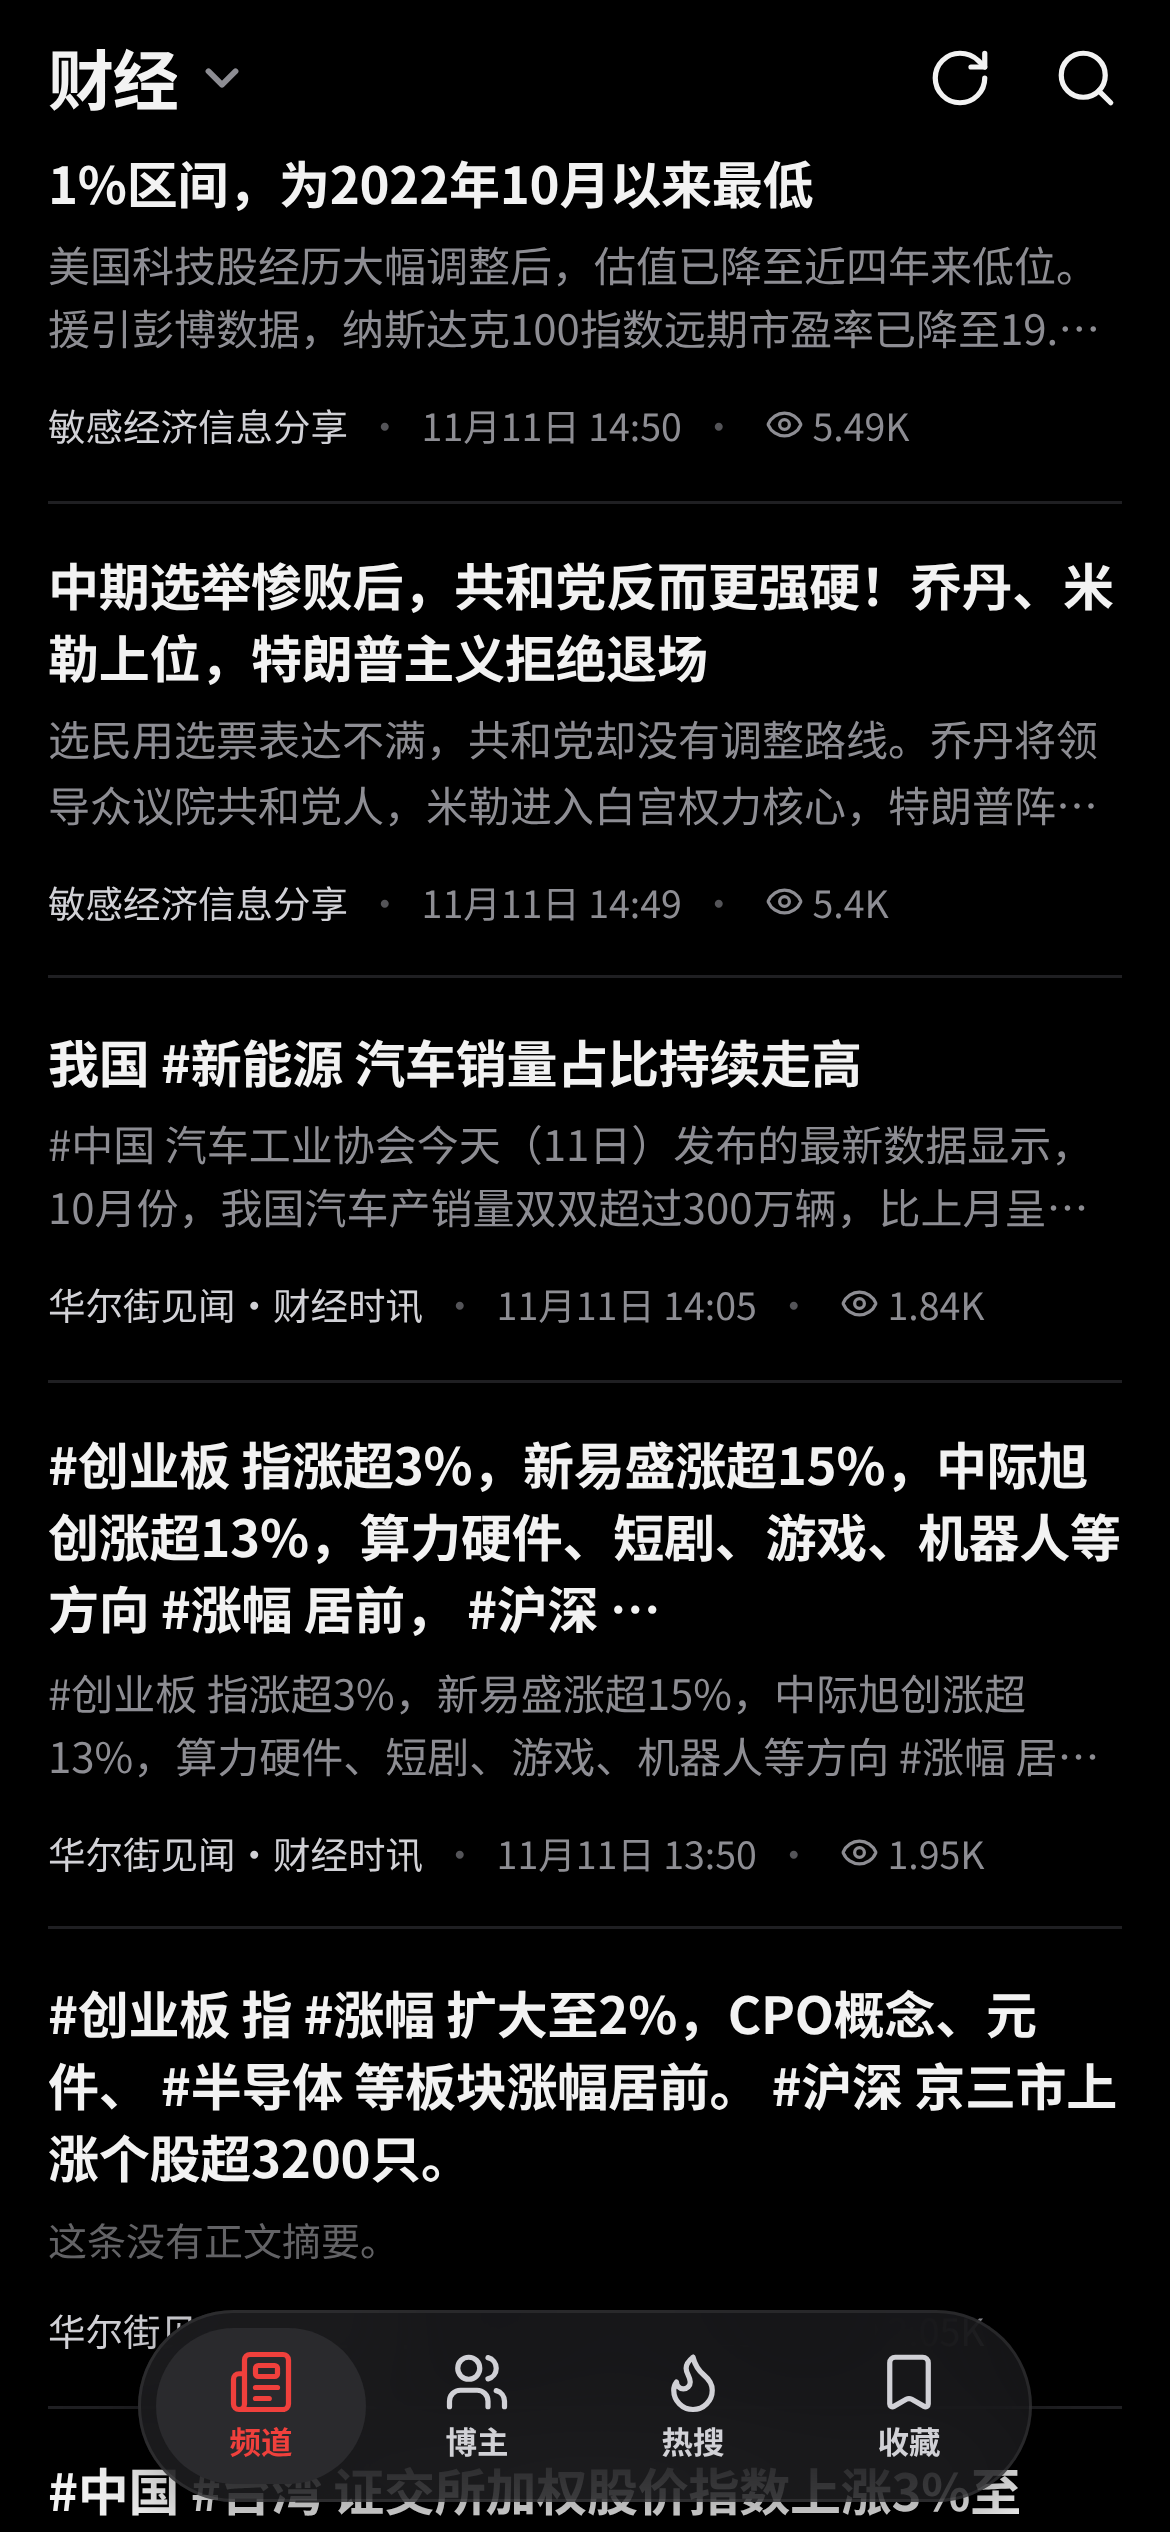 财经
1%区间，为2022年10月以来最低
美国科技股经历大幅调整后，估值已降至近四年来低位。
援引彭博数据，纳斯达克100指数远期市盈率已降至19.…
敏感经济信息分享 · 11月11日 14:50 · 5.49K
中期选举惨败后，共和党反而更强硬！乔丹、米
勒上位，特朗普主义拒绝退场
选民用选票表达不满，共和党却没有调整路线。乔丹将领
导众议院共和党人，米勒进入白宫权力核心，特朗普阵…
敏感经济信息分享 · 11月11日 14:49 · 5.4K
我国 #新能源 汽车销量占比持续走高
#中国 汽车工业协会今天（11日）发布的最新数据显示，
10月份，我国汽车产销量双双超过300万辆，比上月呈…
华尔街见闻·财经时讯 · 11月11日 14:05 · 1.84K
#创业板 指涨超3%，新易盛涨超15%，中际旭
创涨超13%，算力硬件、短剧、游戏、机器人等
方向 #涨幅 居前， #沪深 …
#创业板 指涨超3%，新易盛涨超15%，中际旭创涨超
13%，算力硬件、短剧、游戏、机器人等方向 #涨幅 居…
华尔街见闻·财经时讯 · 11月11日 13:50 · 1.95K
#创业板 指 #涨幅 扩大至2%，CPO概念、元
件、 #半导体 等板块涨幅居前。 #沪深 京三市上
涨个股超3200只。
这条没有正文摘要。
华尔街见
频道 博主 热搜 收藏
#中国 #台湾 证交所加权股价指数上涨3%至